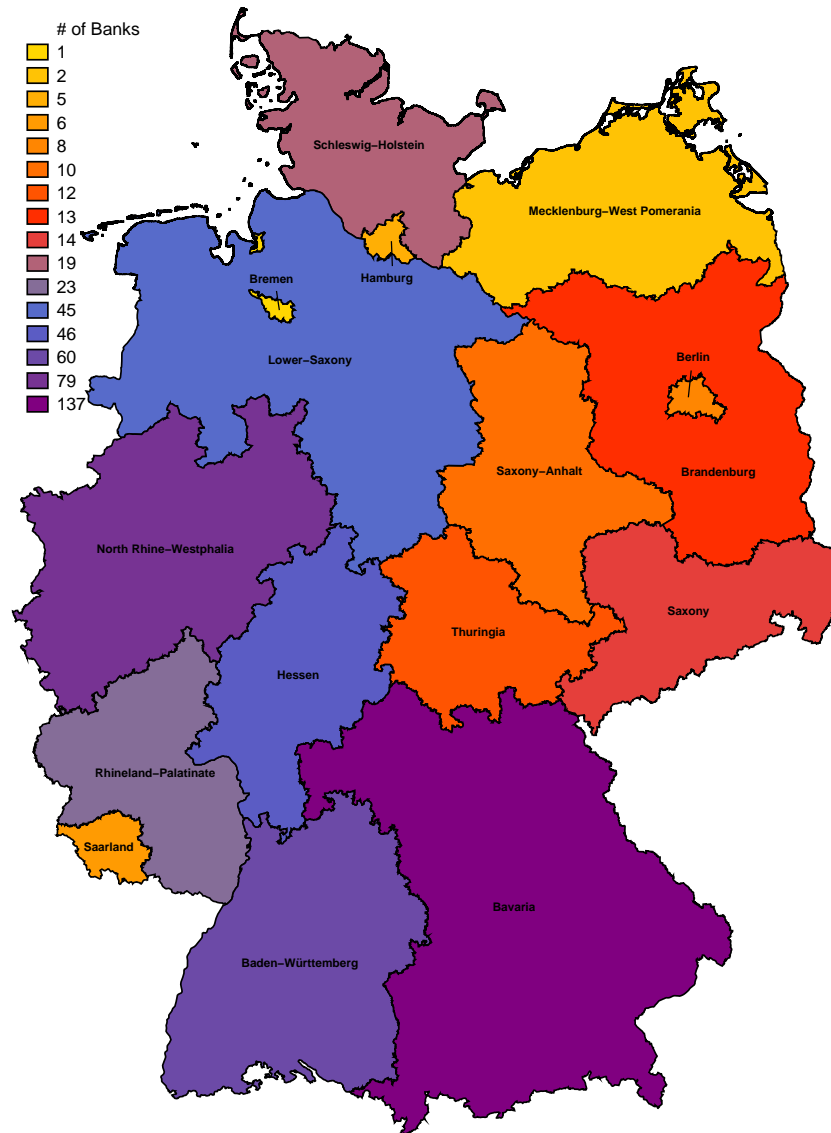 # of Banks
1
2
5
6
8
10
12
13
14
19
23
45
46
60
79
137
Schleswig−Holstein
Mecklenburg−West Pomerania
Hamburg
Bremen
Lower−Saxony
Berlin
Saxony−Anhalt
Brandenburg
North Rhine−Westphalia
Saxony
Thuringia
Hessen
Rhineland−Palatinate
Saarland
Bavaria
Baden−Württemberg